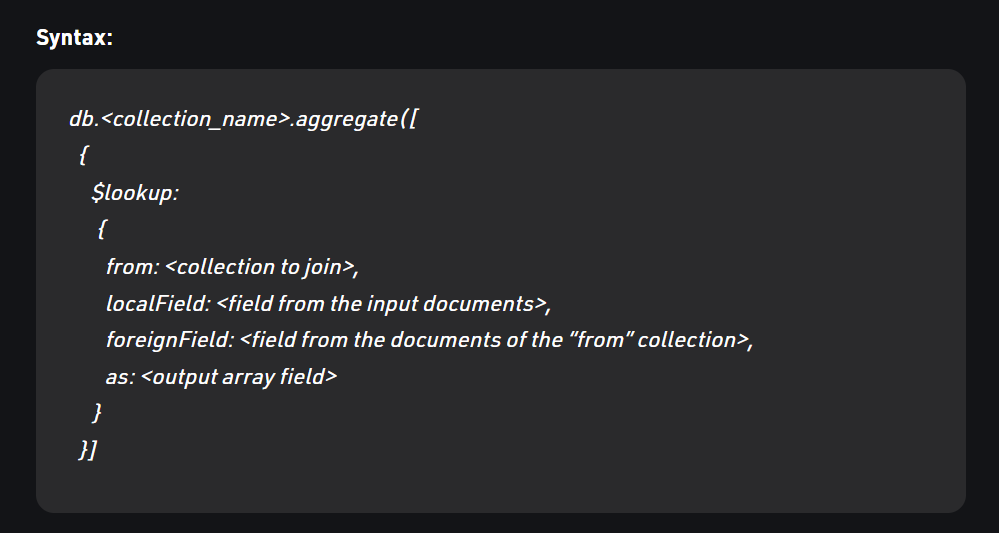 Syntax:
db.<collection_name>.aggregate([
{
$lookup:
{
from: <collection to join>,
localField: <field from the input documents>,
foreignField: <field from the documents of the “from” collection>,
as: <output array field>
}
}]